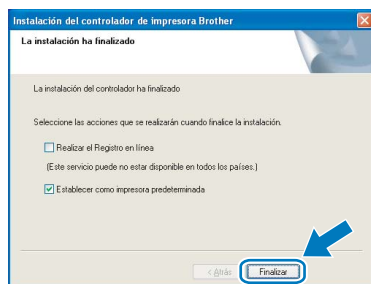 Instalación del controlador de impresora Brother
La instalación ha finalizado
La instalación del controlador ha finalizado
Seleccione las acciones que se realizarán cuando finalice la instalación.
Realizar el Registro en línea
(Este servicio puede no estar disponible en todos los países.)
Establecer como impresora predeterminada
< Atrás
Finalizar